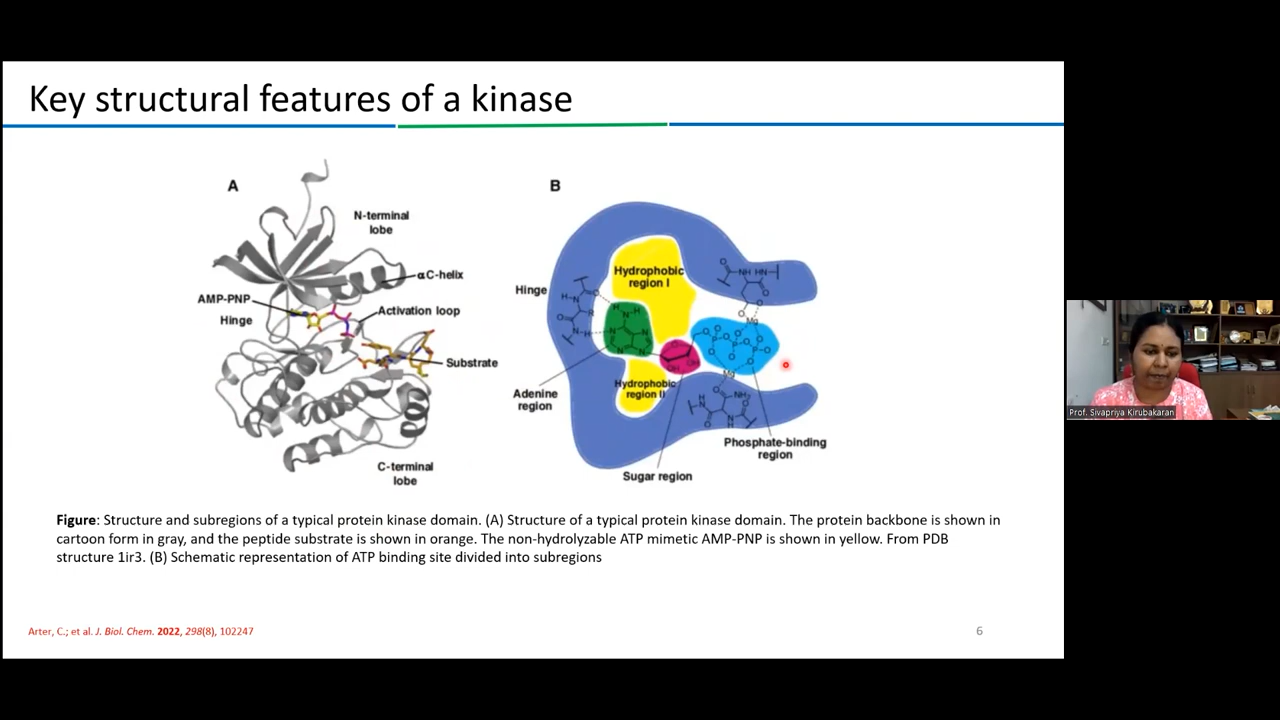 Key structural features of a kinase
A
N-terminal
lobe
αC-helix
AMP-PNP
Hinge
Activation loop
Substrate
C-terminal
lobe
B
Hinge
Hydrophobic
region I
Hydrophobic
region II
Adenine
region
Sugar region
Phosphate-binding
region
NH HN
O
O
O
Mg
Mg
Figure: Structure and subregions of a typical protein kinase domain. (A) Structure of a typical protein kinase domain. The protein backbone is shown in
cartoon form in gray, and the peptide substrate is shown in orange. The non-hydrolyzable ATP mimetic AMP-PNP is shown in yellow. From PDB
structure 1ir3. (B) Schematic representation of ATP binding site divided into subregions
Arter, C.; et al. J. Biol. Chem. 2022, 298(8), 102247
6
Prof. Sivapriya Kirubakaran